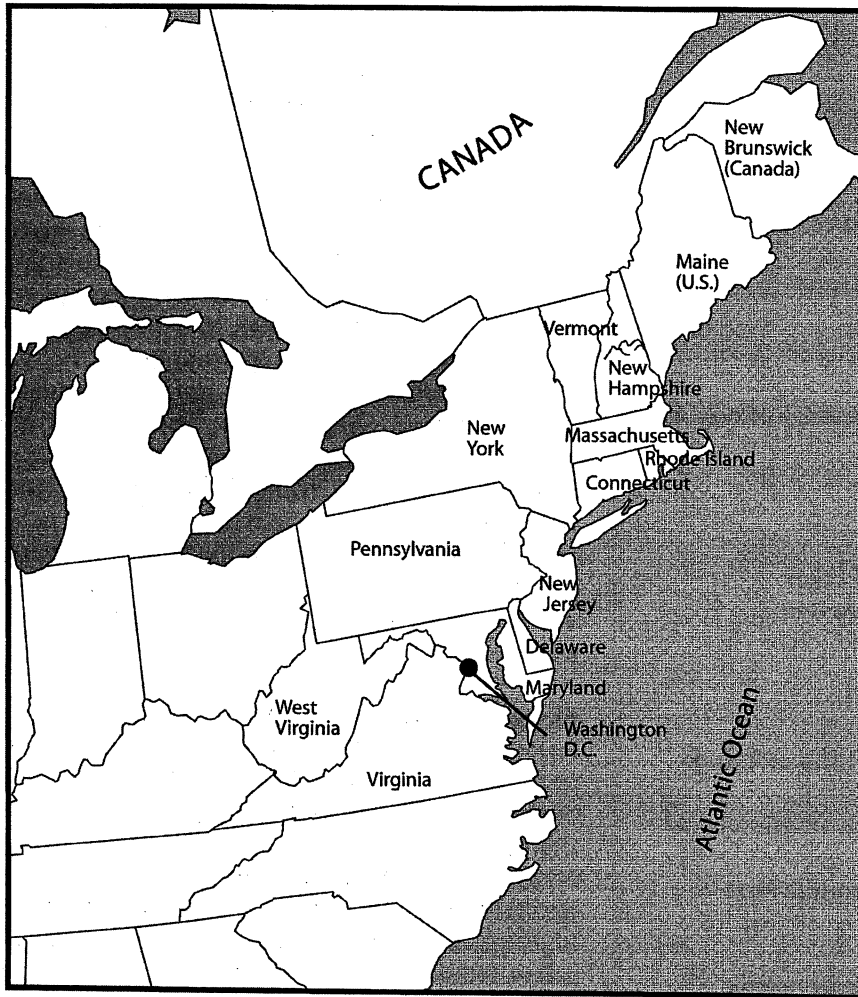 CANADA
New
Brunswick
(Canada)
Maine
(U.S.)
Vermont
New
Hampshire
New
York
Massachusetts
Rhode Island
Connecticut
Pennsylvania
New
Jersey
Delaware
Maryland
West
Virginia
Washington
D.C.
Virginia
Atlantic Ocean